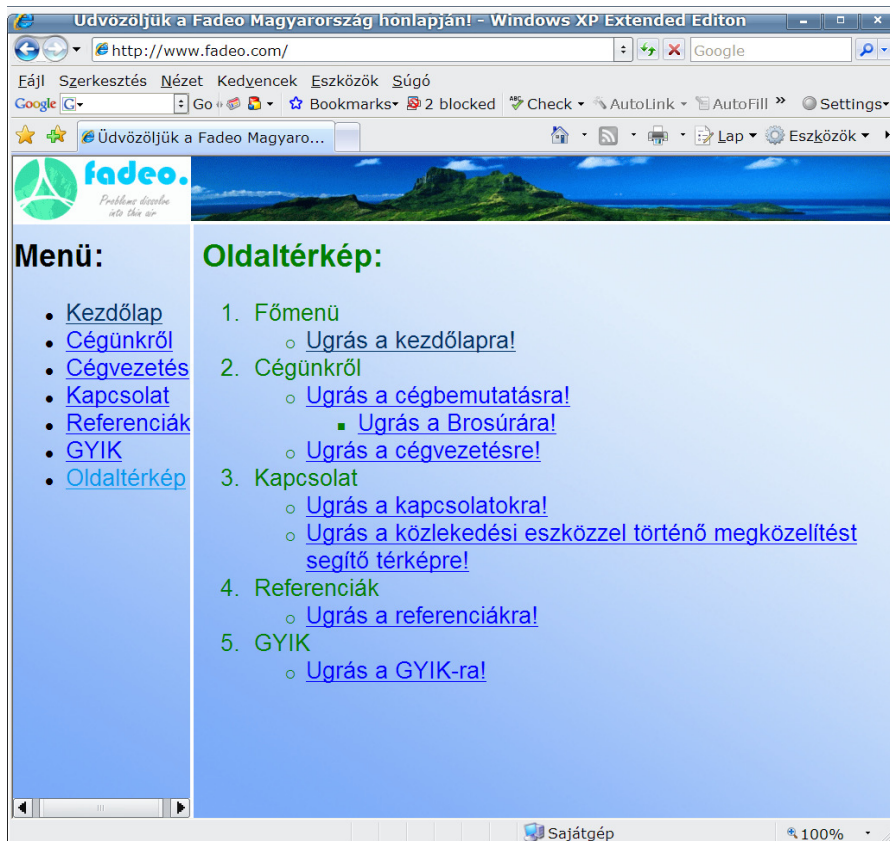 Üdvözöljük a Fadeo Magyarország honlapján! - Windows XP Extended Editon
http://www.fadeo.com/
Google
Fájl Szerkesztés Nézet Kedvencek Eszközök Súgó
Google G Go Bookmarks 2 blocked Check AutoLink AutoFill » Settings
Üdvözöljük a Fadeo Magyaro...
Lap Eszközök
fadeo.
Problems dissolve
into thin air
Menü:
Kezdőlap
Cégünkről
Cégvezetés
Kapcsolat
Referenciák
GYIK
Oldaltérkép
Oldaltérkép:
1. Főmenü
Ugrás a kezdőlapra!
2. Cégünkről
Ugrás a cégbemutatásra!
Ugrás a Brosúrára!
Ugrás a cégvezetésre!
3. Kapcsolat
Ugrás a kapcsolatokra!
Ugrás a közlekedési eszközzel történő megközelítést
segítő térképre!
4. Referenciák
Ugrás a referenciákra!
5. GYIK
Ugrás a GYIK-ra!
Sajátgép
100%